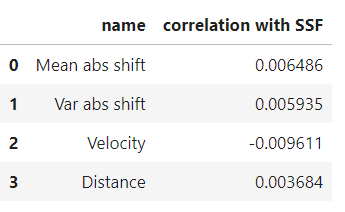 name correlation with SSF
0 Mean abs shift 0.006486
1 Var abs shift 0.005935
2 Velocity -0.009611
3 Distance 0.003684